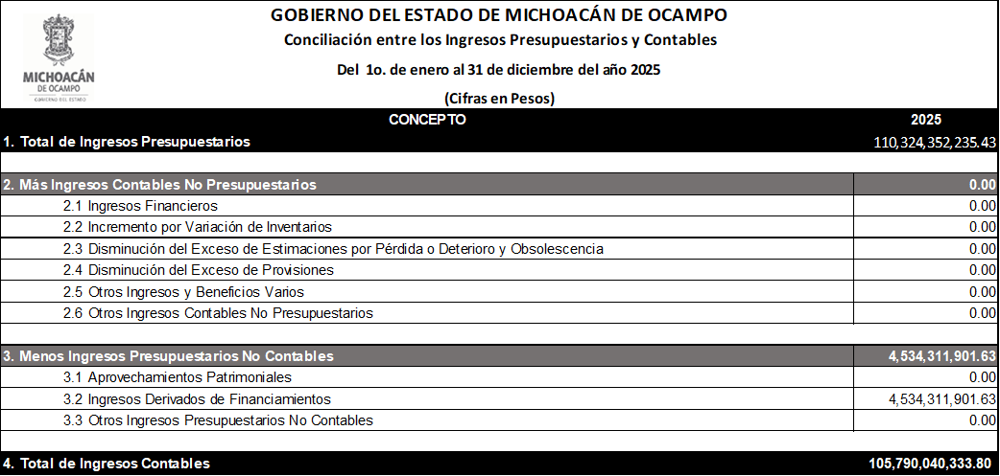 GOBIERNO DEL ESTADO DE MICHOACÁN DE OCAMPO
Conciliación entre los Ingresos Presupuestarios y Contables
Del 1o. de enero al 31 de diciembre del año 2025
(Cifras en Pesos)
MICHOACÁN
DE OCAMPO
GOBIERNO DEL ESTADO
CONCEPTO 2025
1. Total de Ingresos Presupuestarios 110,324,352,235.43
2. Más Ingresos Contables No Presupuestarios 0.00
2.1 Ingresos Financieros 0.00
2.2 Incremento por Variación de Inventarios 0.00
2.3 Disminución del Exceso de Estimaciones por Pérdida o Deterioro y Obsolescencia 0.00
2.4 Disminución del Exceso de Provisiones 0.00
2.5 Otros Ingresos y Beneficios Varios 0.00
2.6 Otros Ingresos Contables No Presupuestarios 0.00
3. Menos Ingresos Presupuestarios No Contables 4,534,311,901.63
3.1 Aprovechamientos Patrimoniales 0.00
3.2 Ingresos Derivados de Financiamientos 4,534,311,901.63
3.3 Otros Ingresos Presupuestarios No Contables 0.00
4. Total de Ingresos Contables 105,790,040,333.80